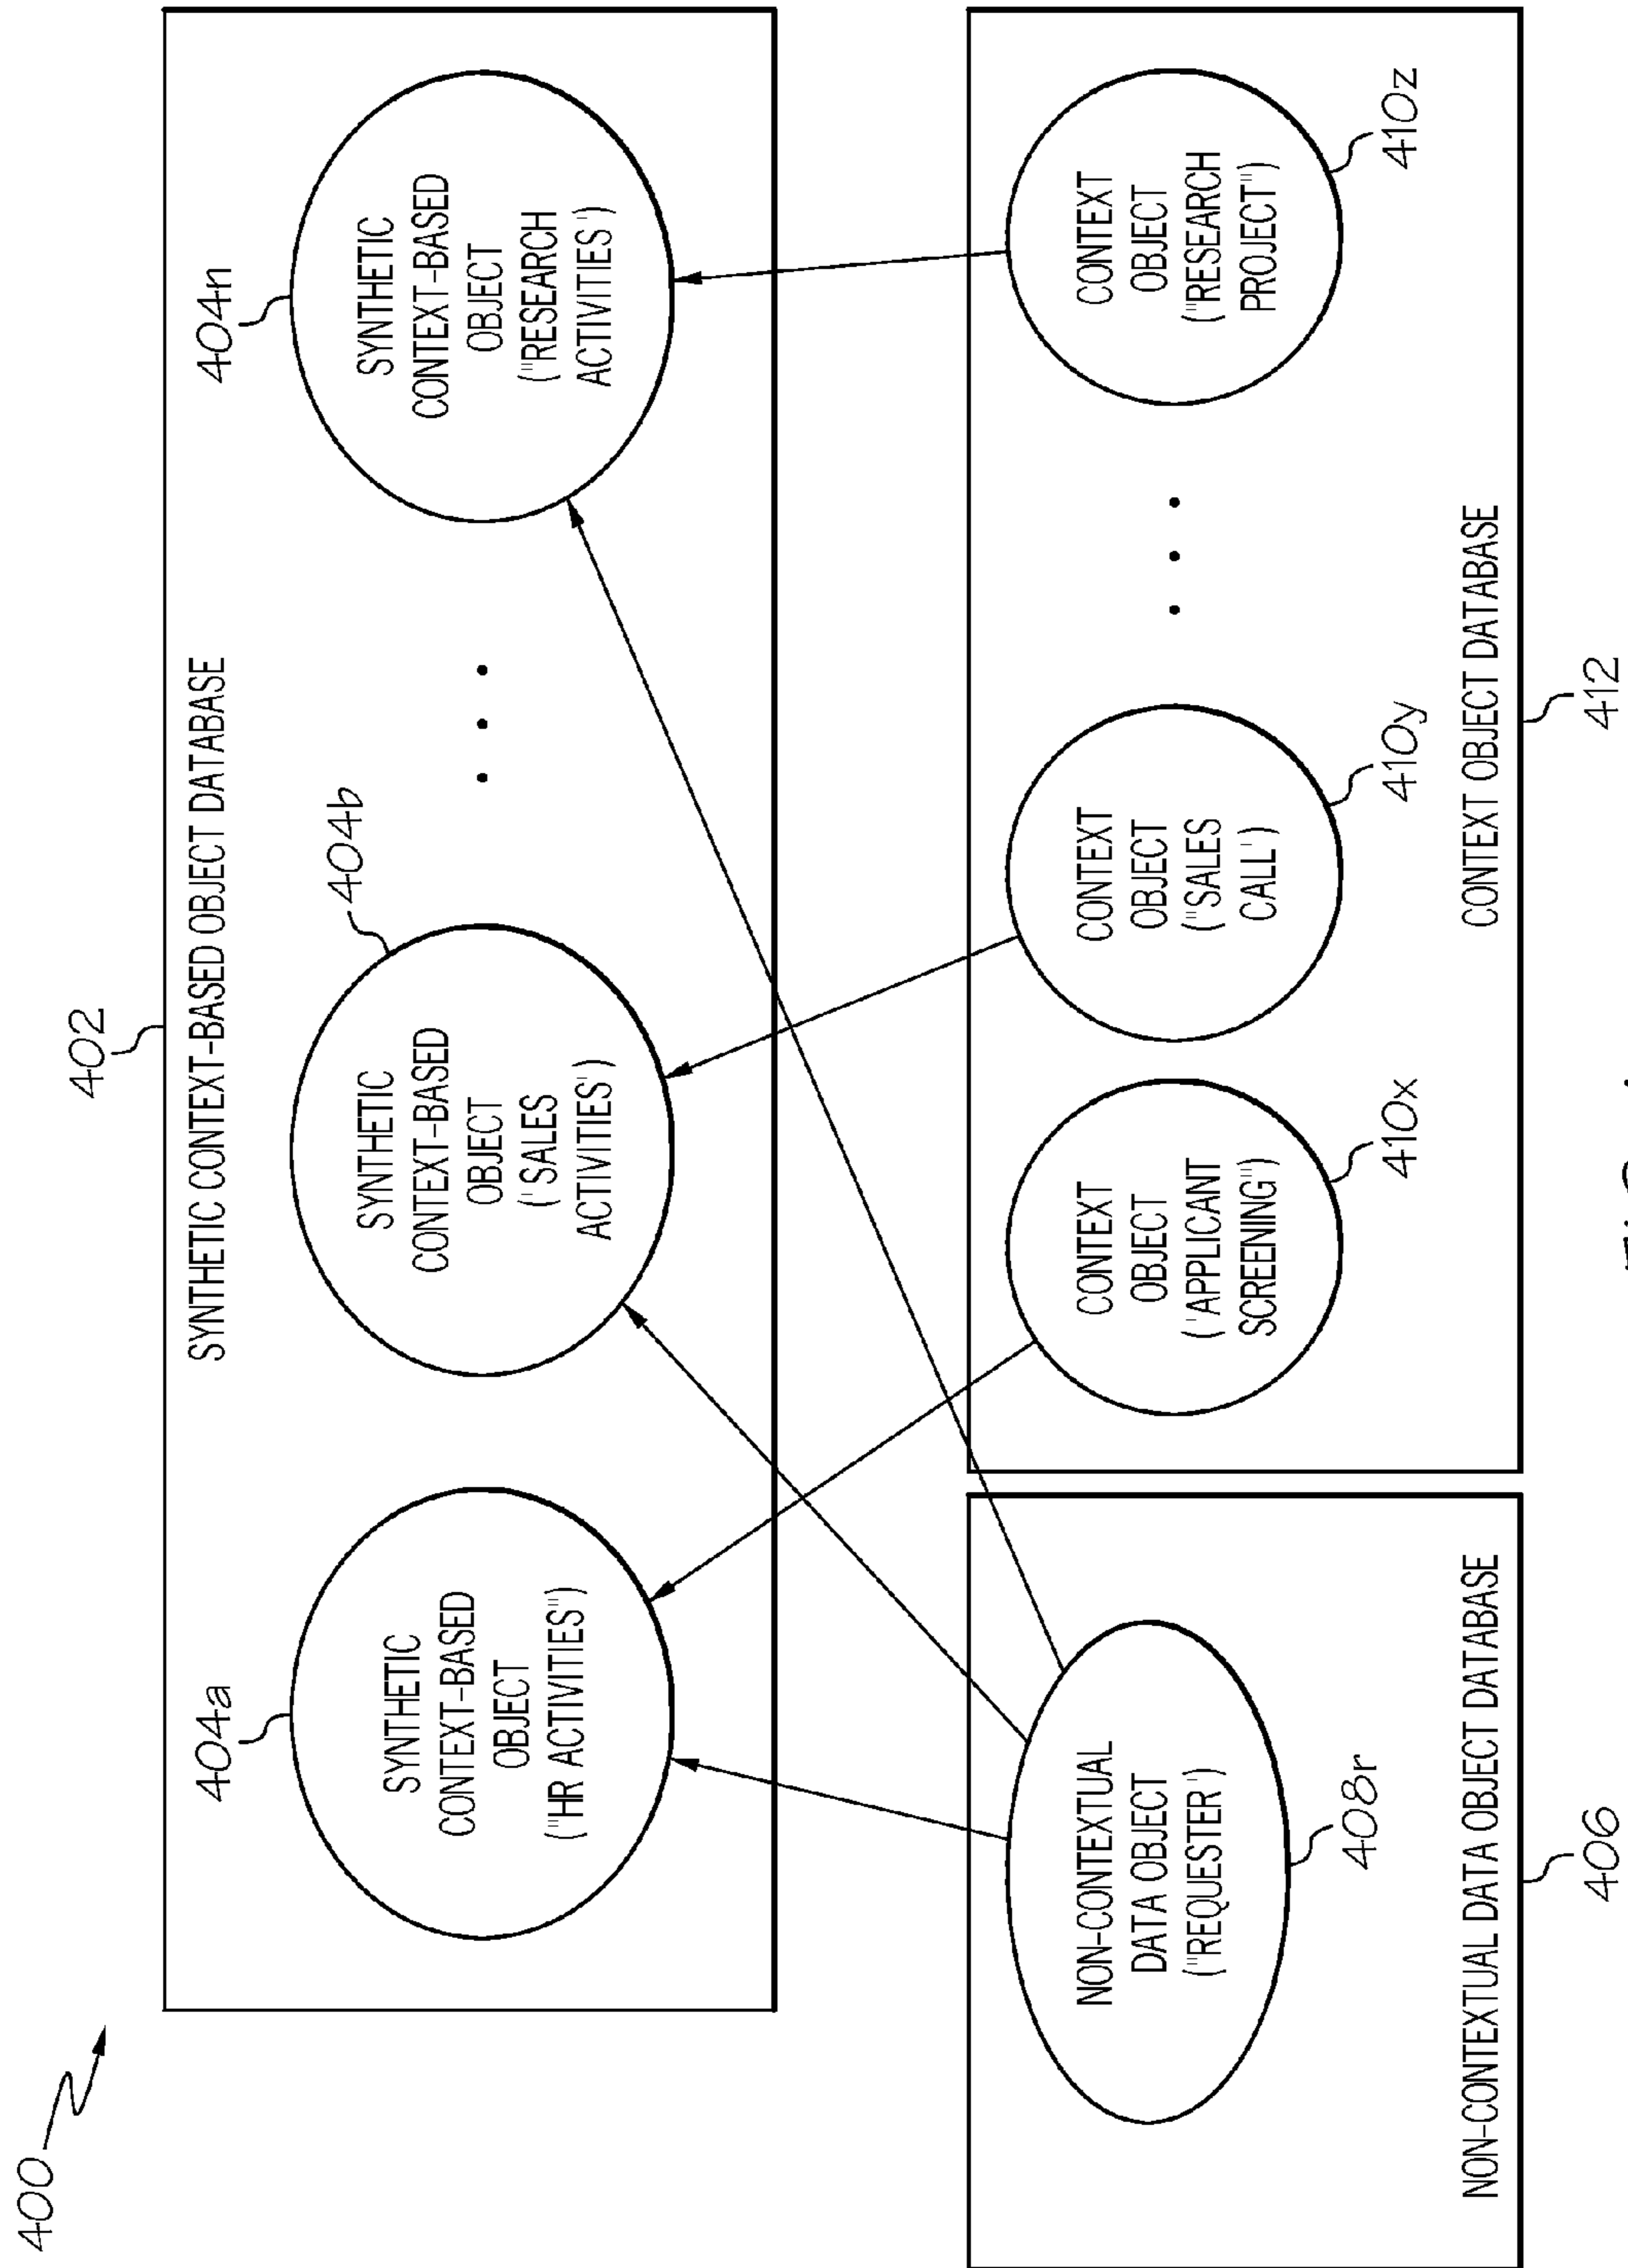 400
402
SYNTHETIC CONTEXT-BASED OBJECT DATABASE
404a
SYNTHETIC
CONTEXT-BASED
OBJECT
("HR ACTIVITIES")
404b
SYNTHETIC
CONTEXT-BASED
OBJECT
('SALES
ACTIVITIES')
. . .
404n
SYNTHETIC
CONTEXT-BASED
OBJECT
("RESEARCH
ACTIVITIES')
NON-CONTEXTUAL
DATA OBJECT
("REQUESTER')
408r
NON-CONTEXTUAL DATA OBJECT DATABASE
406
CONTEXT
OBJECT
('APPLICANT
SCREENING")
410x
CONTEXT
OBJECT
("SALES
CALL')
410y
. . .
CONTEXT
OBJECT
("RESEARCH
PROJECT")
410z
CONTEXT OBJECT DATABASE
412